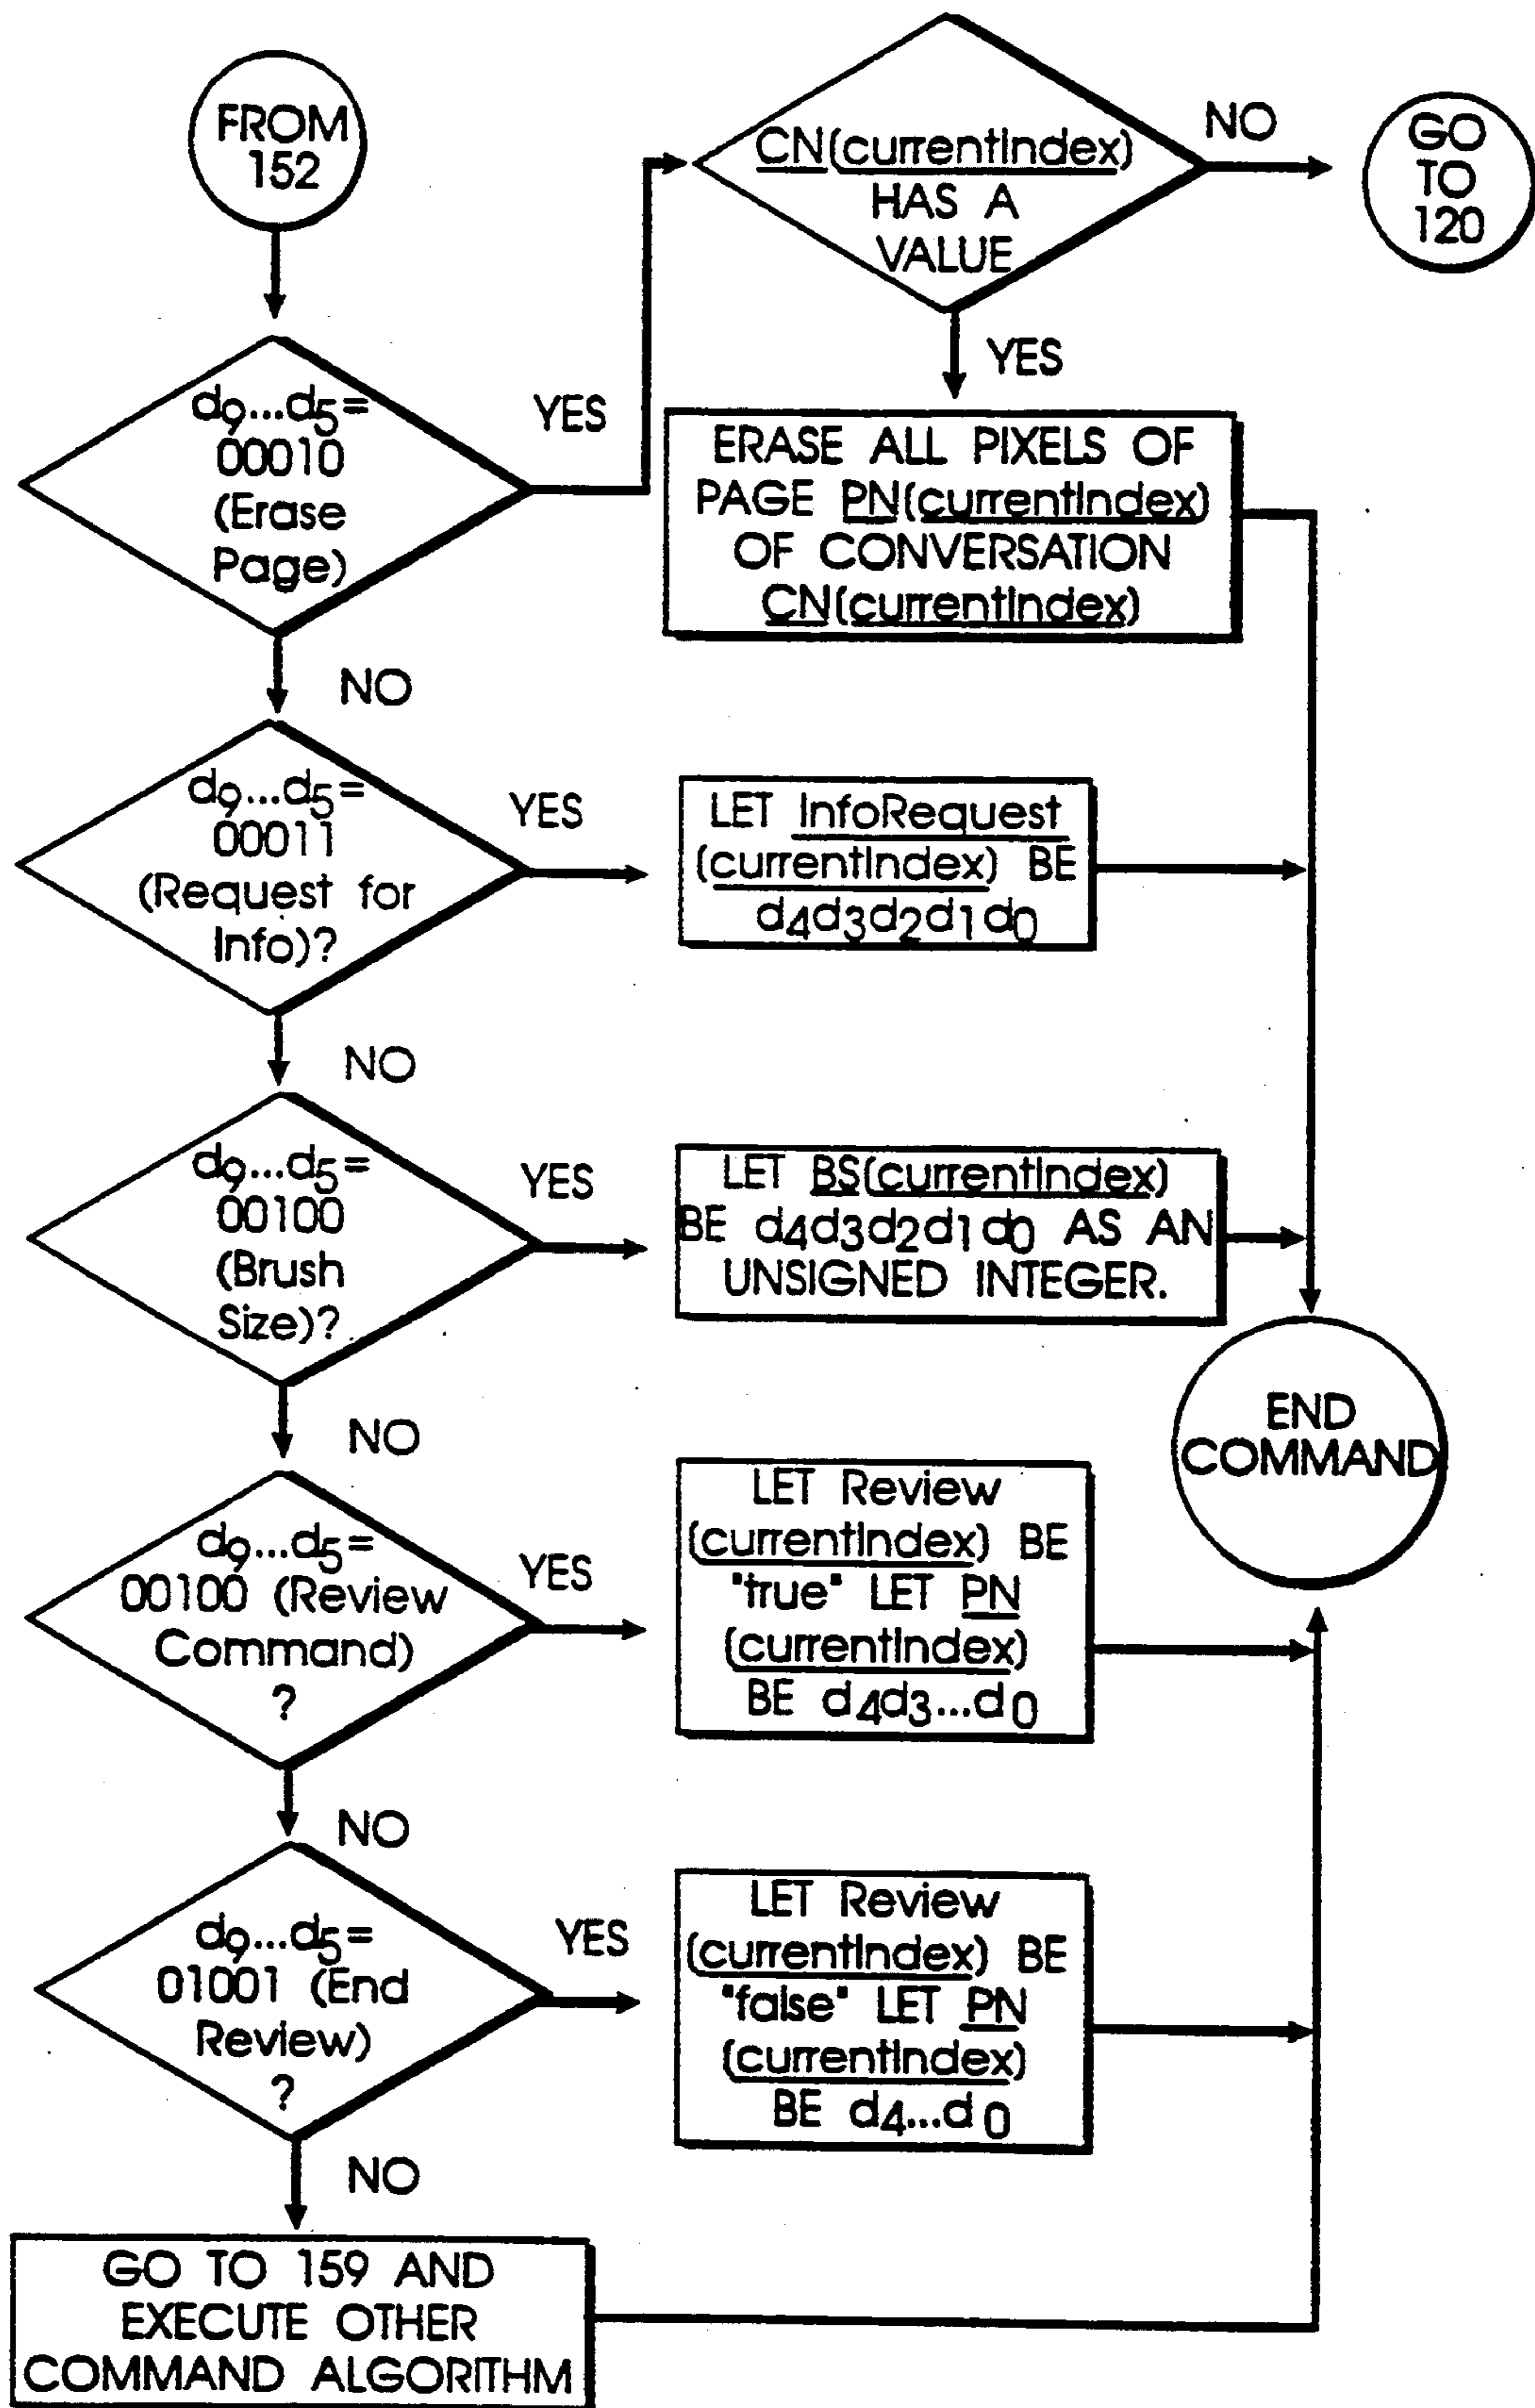 FROM
152
CN(currentIndex)
HAS A
VALUE
NO
GO
TO
120
YES
d9...d5=
00010
(Erase
Page)
YES
ERASE ALL PIXELS OF
PAGE PN(currentIndex)
OF CONVERSATION
CN(currentIndex)
NO
d9...d5=
00011
(Request for
Info)?
YES
LET InfoRequest
(currentIndex) BE
d4d3d2d1d0
NO
d9...d5=
00100
(Brush
Size)?
YES
LET BS(currentIndex)
BE d4d3d2d1d0 AS AN
UNSIGNED INTEGER.
END
COMMAND
NO
d9...d5=
00100 (Review
Command)
?
YES
LET Review
(currentIndex) BE
"true" LET PN
(currentIndex)
BE d4d3...d0
NO
d9...d5=
01001 (End
Review)
?
YES
LET Review
(currentIndex) BE
"false" LET PN
(currentIndex)
BE d4...d0
NO
GO TO 159 AND
EXECUTE OTHER
COMMAND ALGORITHM